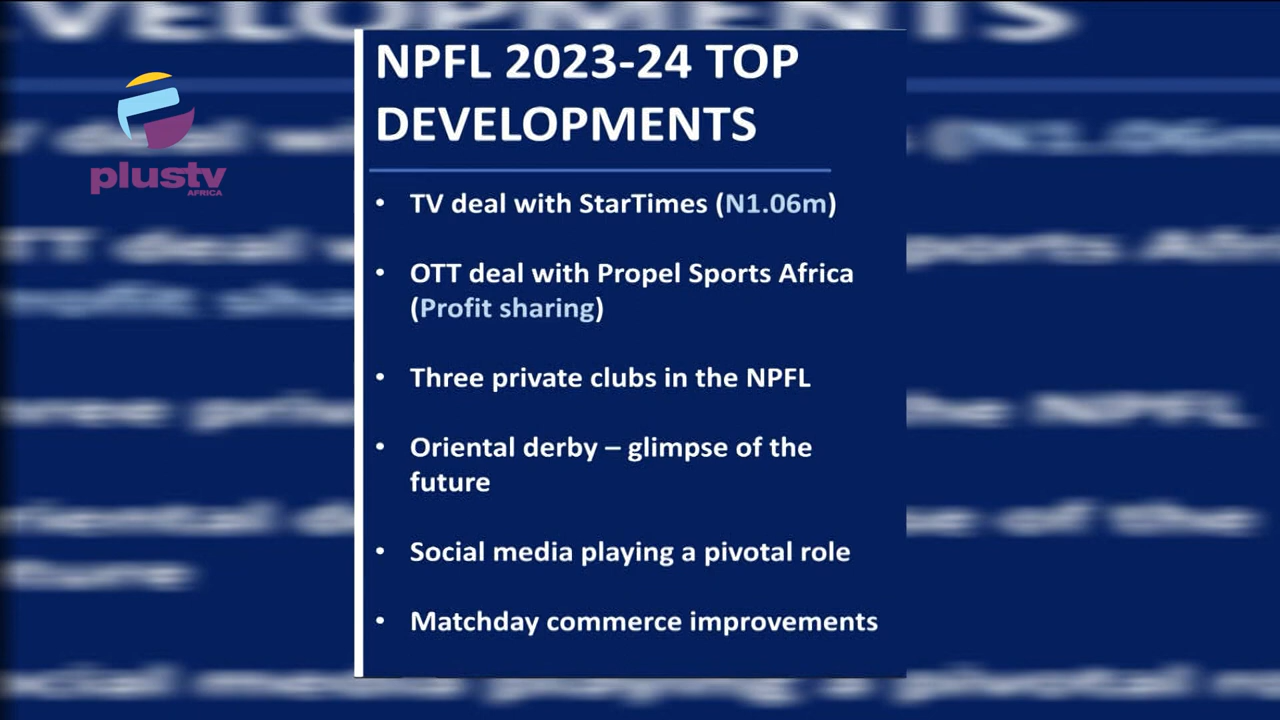 NPFL 2023-24 TOP
DEVELOPMENTS
plustv
AFRICA
• TV deal with StarTimes (N1.06m)
• OTT deal with Propel Sports Africa
(Profit sharing)
• Three private clubs in the NPFL
• Oriental derby – glimpse of the
future
• Social media playing a pivotal role
• Matchday commerce improvements